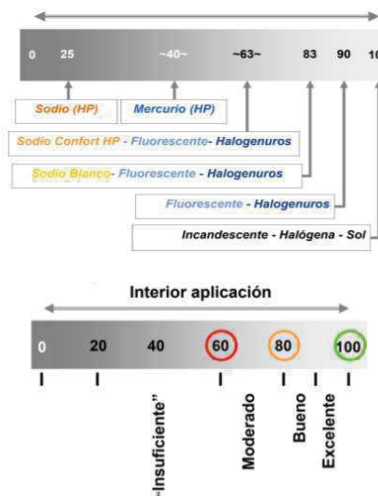 0 25 ~40~ ~63~ 83 90 10
Sodio (HP) Mercurio (HP)
Sodio Confort HP - Fluorescente- Halogenuros
Sodio Blanco- Fluorescente - Halogenuros
Fluorescente - Halogenuros
Incandescente - Halógena - Sol
Interior aplicación
0 20 40 60 80 100
-Insuficiente”
Moderado
Bueno
Excelente